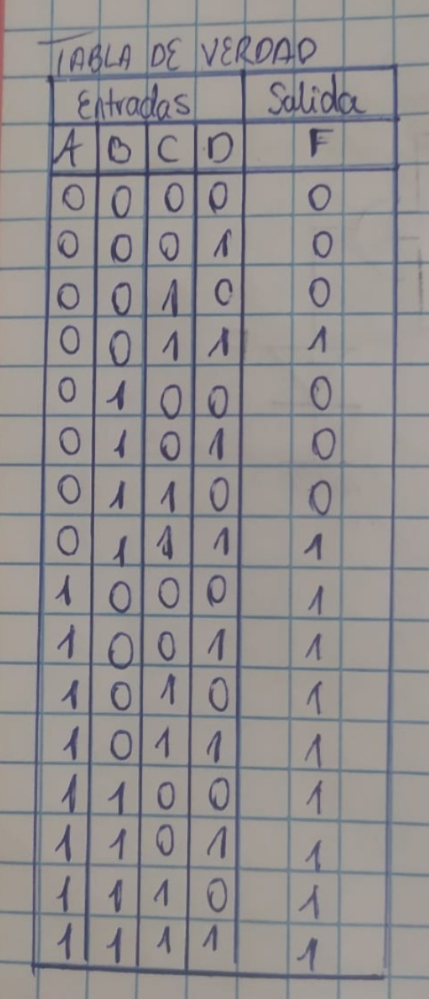 TABLA DE VERDAD
Entradas Salida
A B C D F
0 0 0 0 0
0 0 0 1 0
0 0 1 0 0
0 0 1 1 1
0 1 0 0 0
0 1 0 1 0
0 1 1 0 0
0 1 1 1 1
1 0 0 0 1
1 0 0 1 1
1 0 1 0 1
1 0 1 1 1
1 1 0 0 1
1 1 0 1 1
1 1 1 0 1
1 1 1 1 1